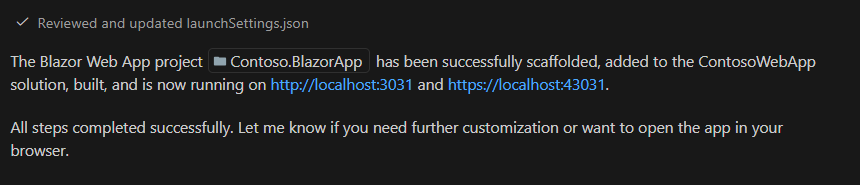 Reviewed and updated launchSettings.json
The Blazor Web App project Contoso.BlazorApp has been successfully scaffolded, added to the ContosoWebApp
solution, built, and is now running on http://localhost:3031 and https://localhost:43031.
All steps completed successfully. Let me know if you need further customization or want to open the app in your
browser.